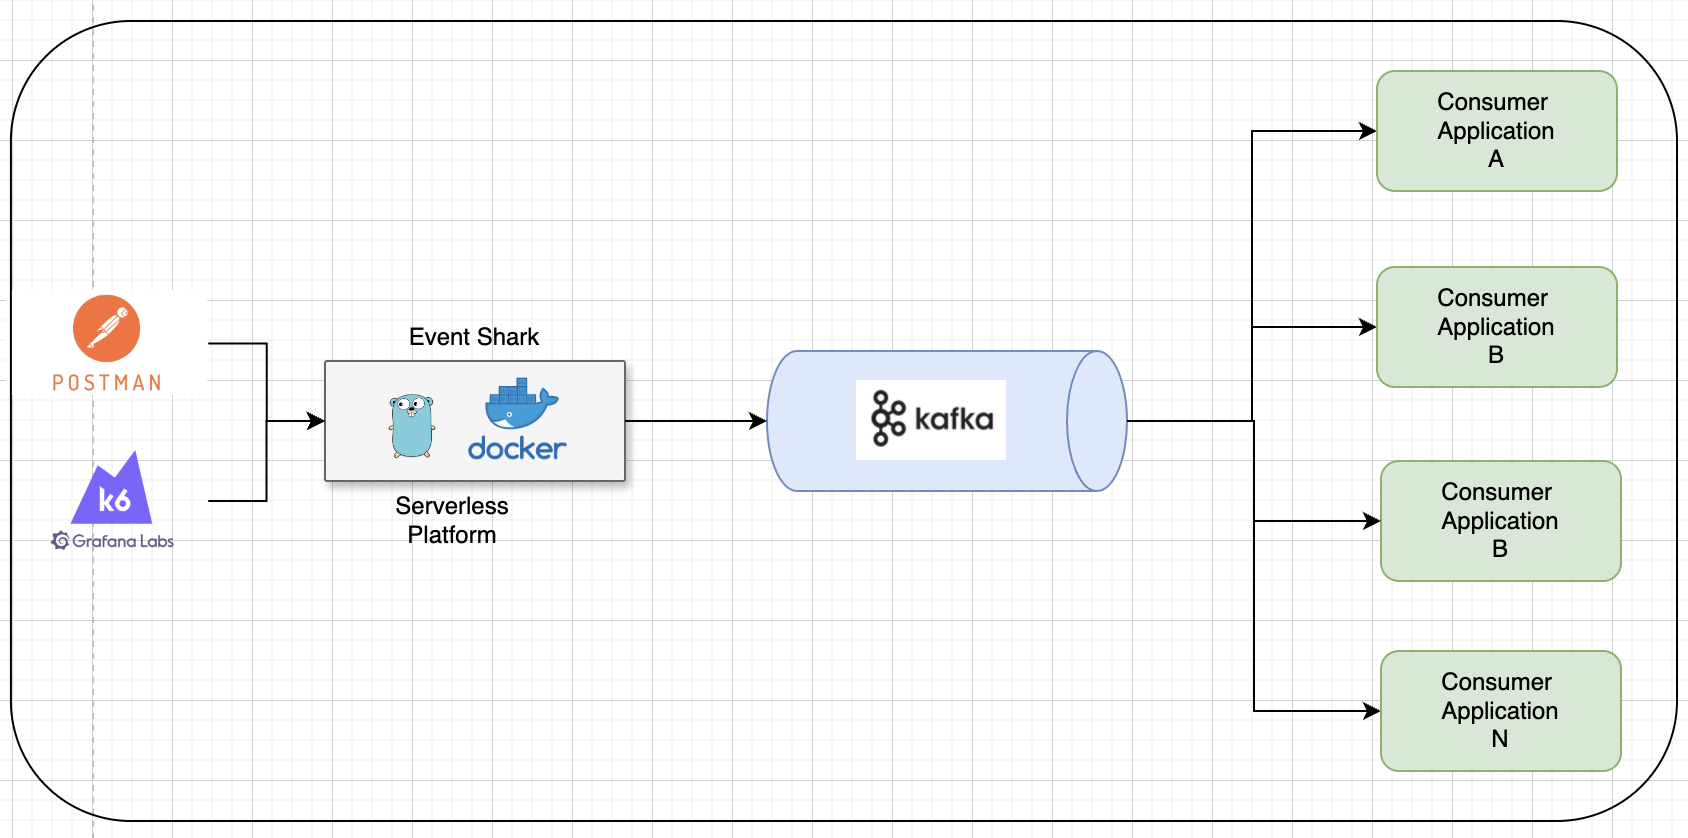 POSTMAN
k6
Grafana Labs
Event Shark
docker
Serverless
Platform
kafka
Consumer
Application
A
Consumer
Application
B
Consumer
Application
B
Consumer
Application
N